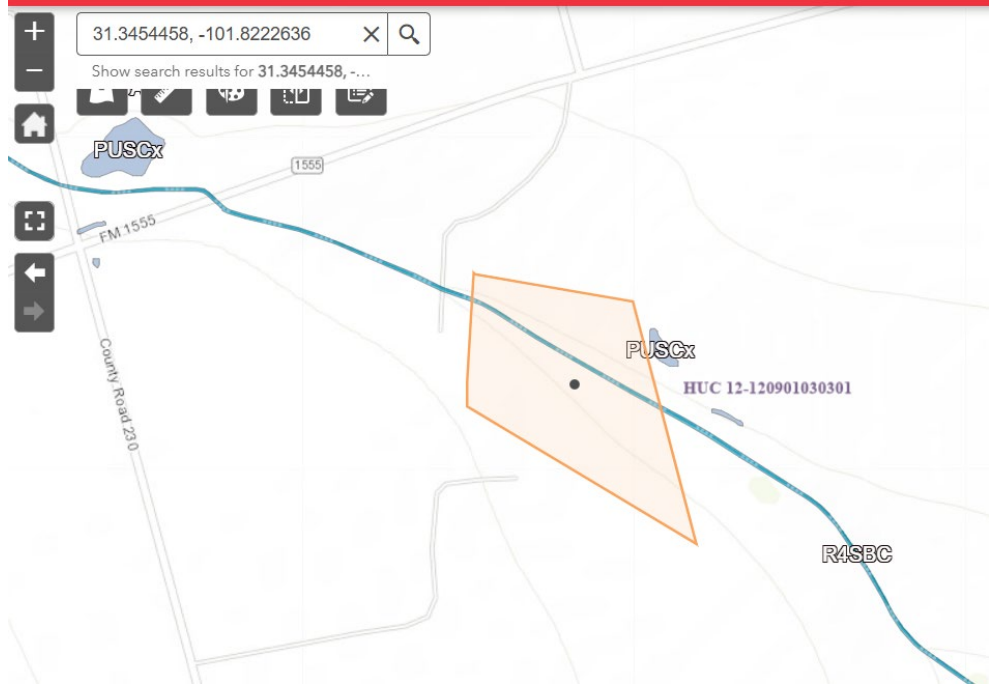 31.3454458, -101.8222636
Show search results for 31.3454458, -...
PUSCx
1555
FM 1555
County Road 230
PUSCx
HUC 12-120901030301
R4SBC